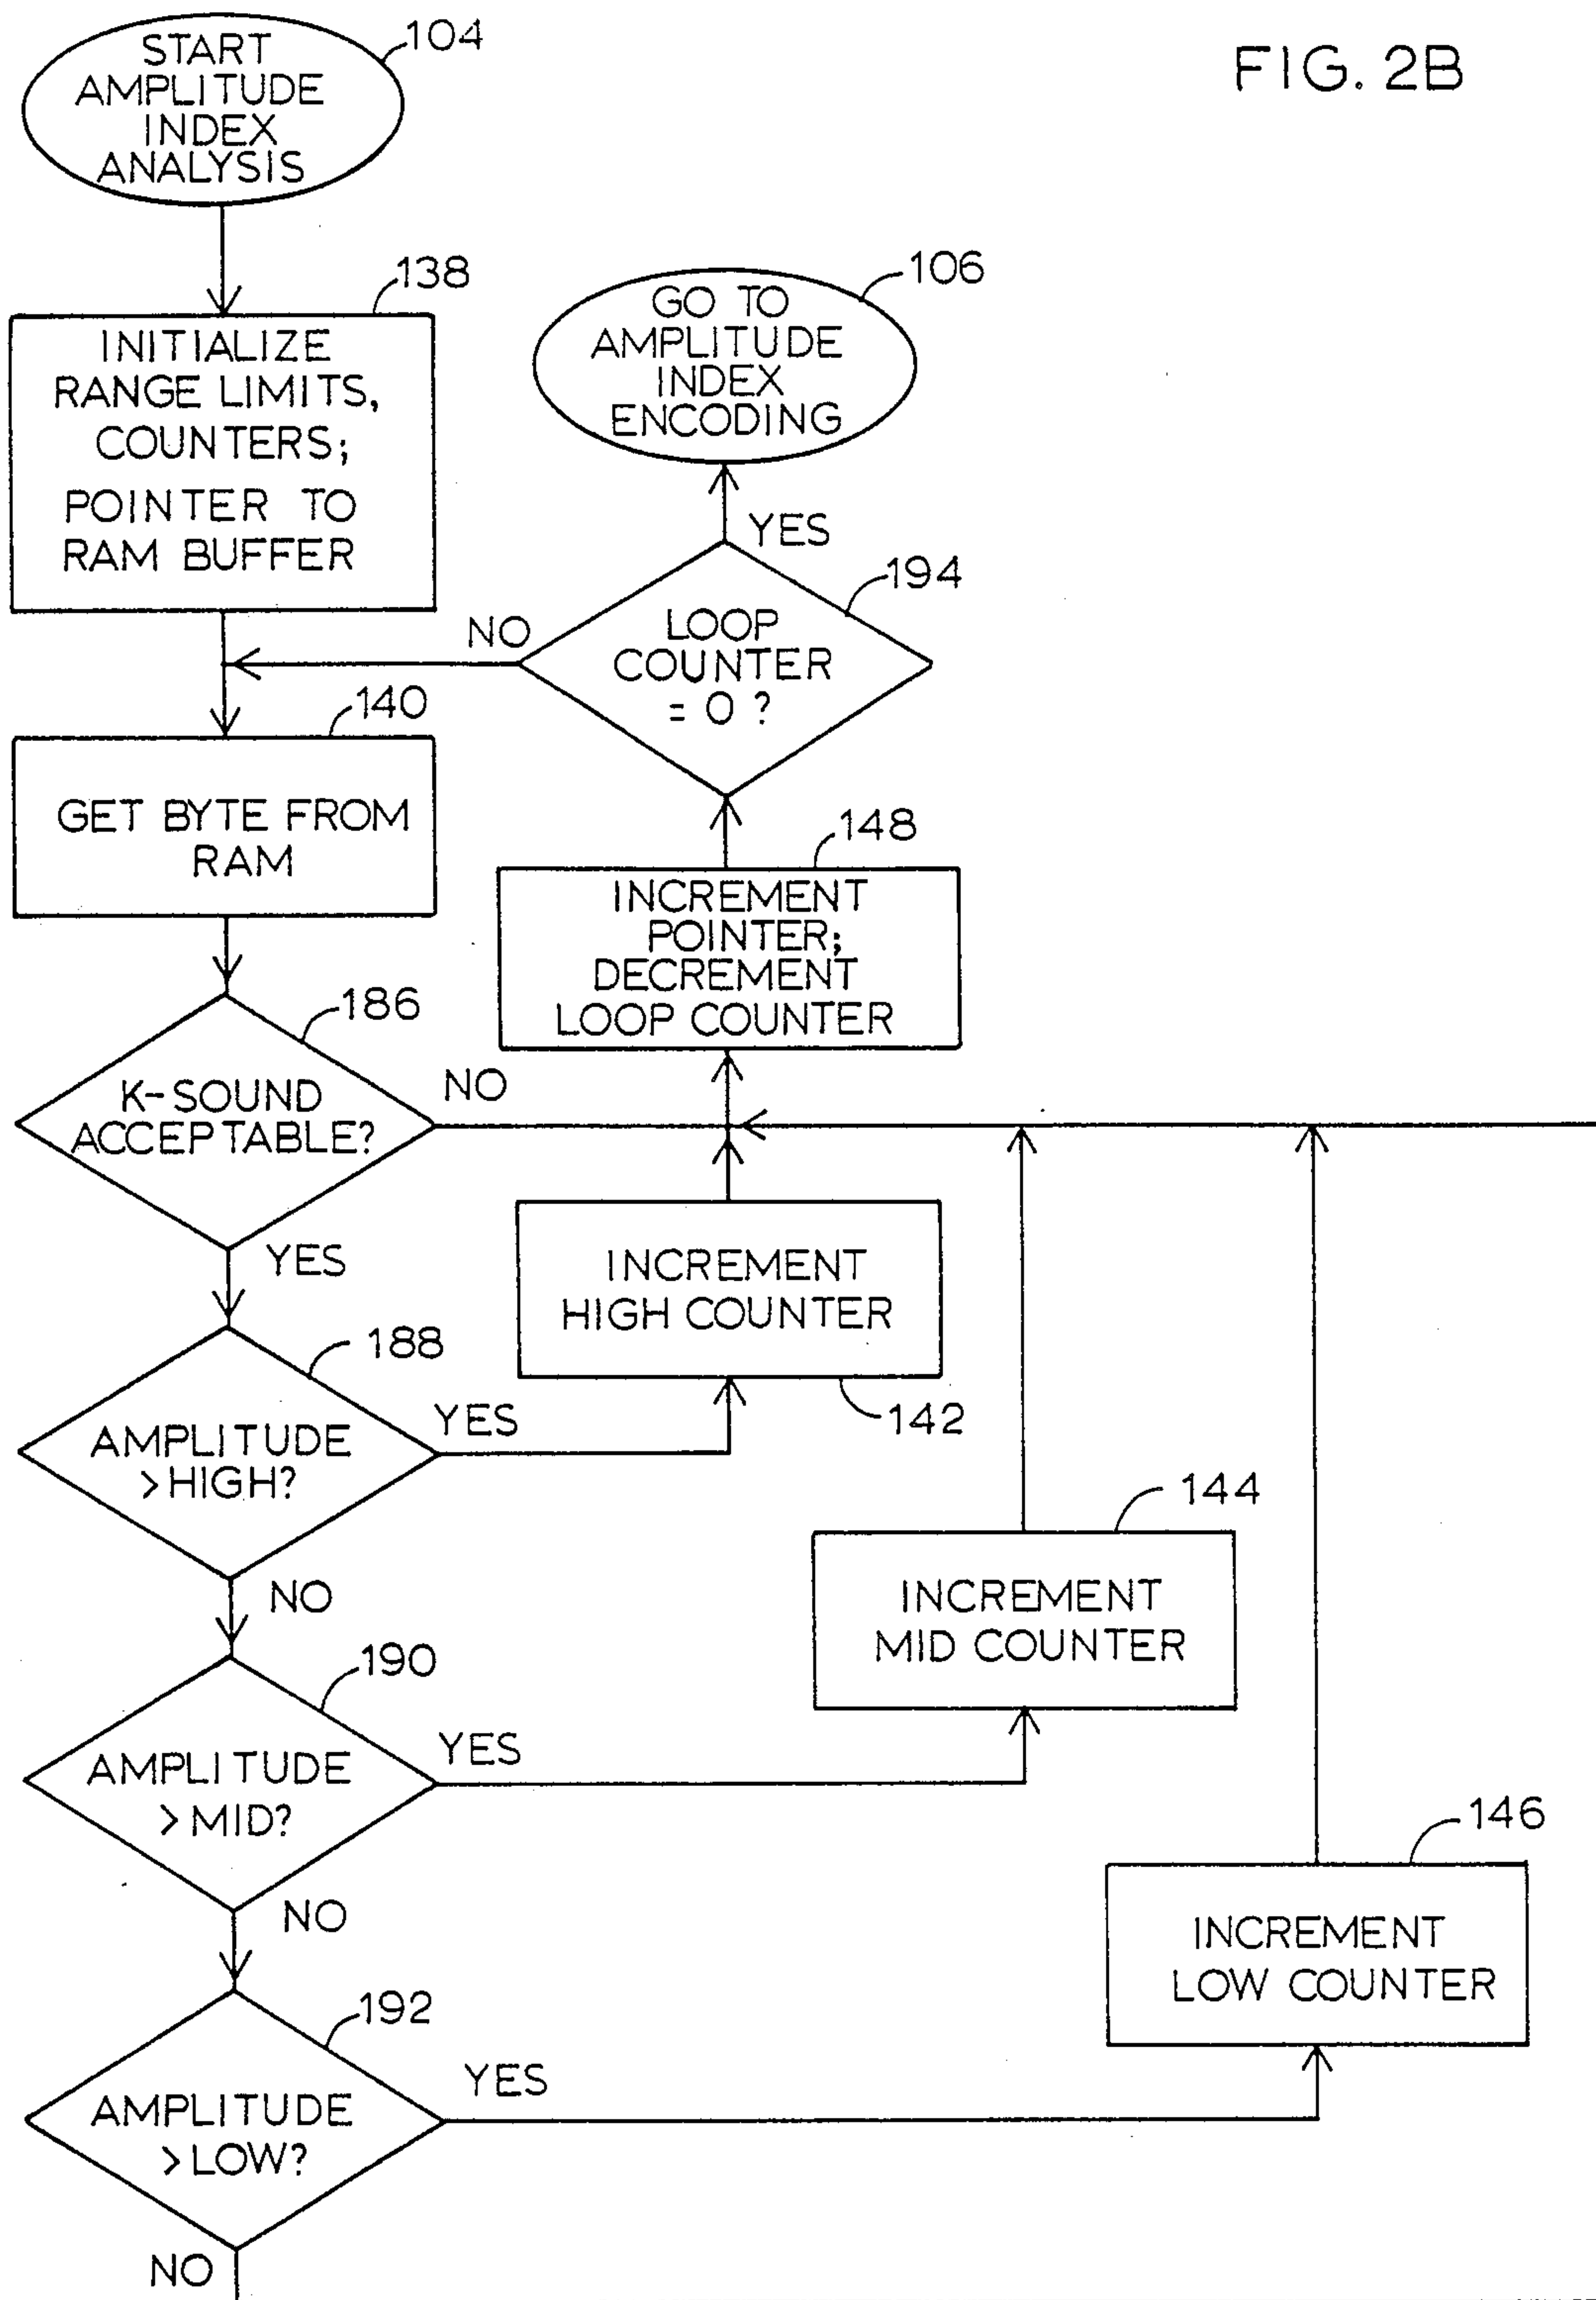 FIG. 2B
START
AMPLITUDE
INDEX
ANALYSIS
104
138
INITIALIZE
RANGE LIMITS,
COUNTERS;
POINTER TO
RAM BUFFER
106
GO TO
AMPLITUDE
INDEX
ENCODING
YES
194
LOOP
COUNTER
= 0 ?
NO
140
GET BYTE FROM
RAM
148
INCREMENT
POINTER;
DECREMENT
LOOP COUNTER
186
K-SOUND
ACCEPTABLE?
NO
YES
INCREMENT
HIGH COUNTER
142
188
AMPLITUDE
>HIGH?
YES
NO
144
INCREMENT
MID COUNTER
190
AMPLITUDE
>MID?
YES
NO
146
INCREMENT
LOW COUNTER
192
AMPLITUDE
>LOW?
YES
NO